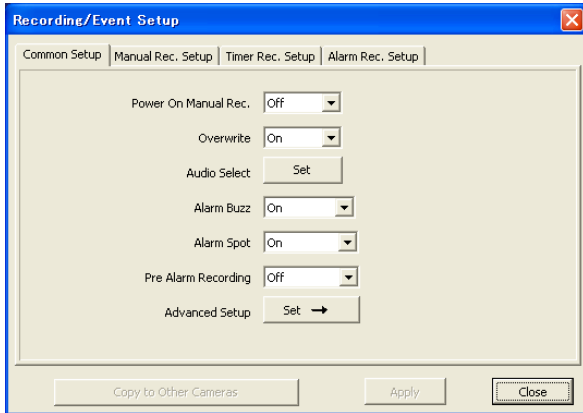 Recording/Event Setup
Common Setup Manual Rec. Setup Timer Rec. Setup Alarm Rec. Setup
Power On Manual Rec. Off
Overwrite On
Audio Select Set
Alarm Buzz On
Alarm Spot On
Pre Alarm Recording Off
Advanced Setup Set →
Copy to Other Cameras Apply Close